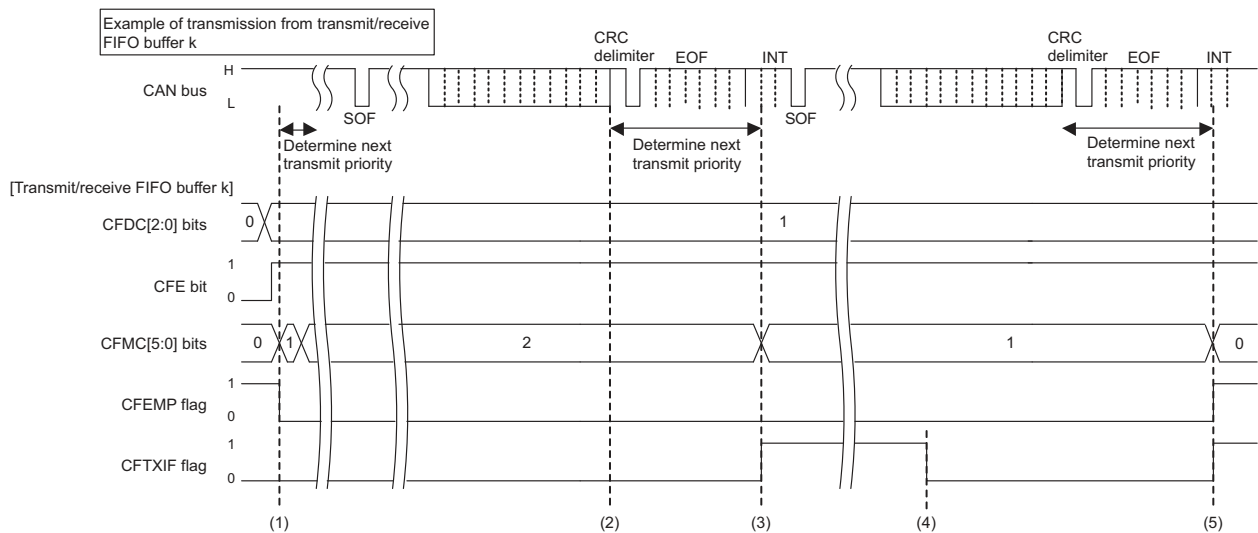 Example of transmission from transmit/receive
FIFO buffer k
CRC
delimiter
EOF
INT
CRC
delimiter
EOF
INT
H
CAN bus
L
SOF
SOF
Determine next
transmit priority
Determine next
transmit priority
Determine next
transmit priority
[Transmit/receive FIFO buffer k]
CFDC[2:0] bits
0
1
CFE bit
1
0
CFMC[5:0] bits
0
1
2
1
0
CFEMP flag
1
0
CFTXIF flag
1
0
(1)
(2)
(3)
(4)
(5)